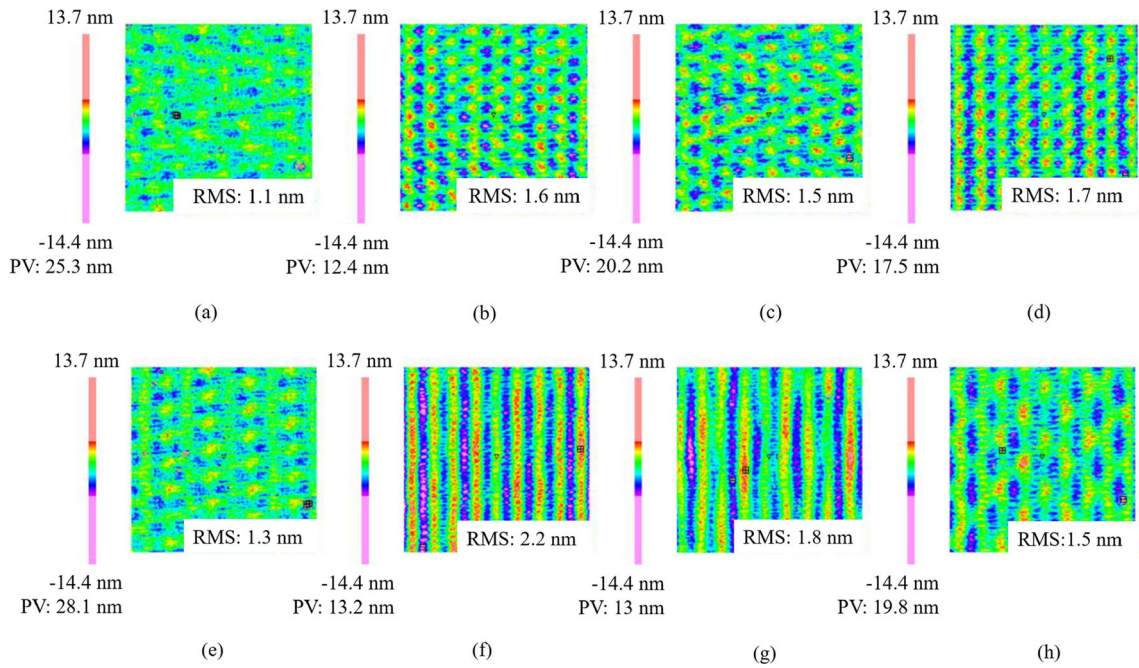 13.7 nm 13.7 nm 13.7 nm 13.7 nm
RMS: 1.1 nm RMS: 1.6 nm RMS: 1.5 nm RMS: 1.7 nm
-14.4 nm -14.4 nm -14.4 nm -14.4 nm
PV: 25.3 nm PV: 12.4 nm PV: 20.2 nm PV: 17.5 nm
(a) (b) (c) (d)
13.7 nm 13.7 nm 13.7 nm 13.7 nm
RMS: 1.3 nm RMS: 2.2 nm RMS: 1.8 nm RMS:1.5 nm
-14.4 nm -14.4 nm -14.4 nm -14.4 nm
PV: 28.1 nm PV: 13.2 nm PV: 13 nm PV: 19.8 nm
(e) (f) (g) (h)